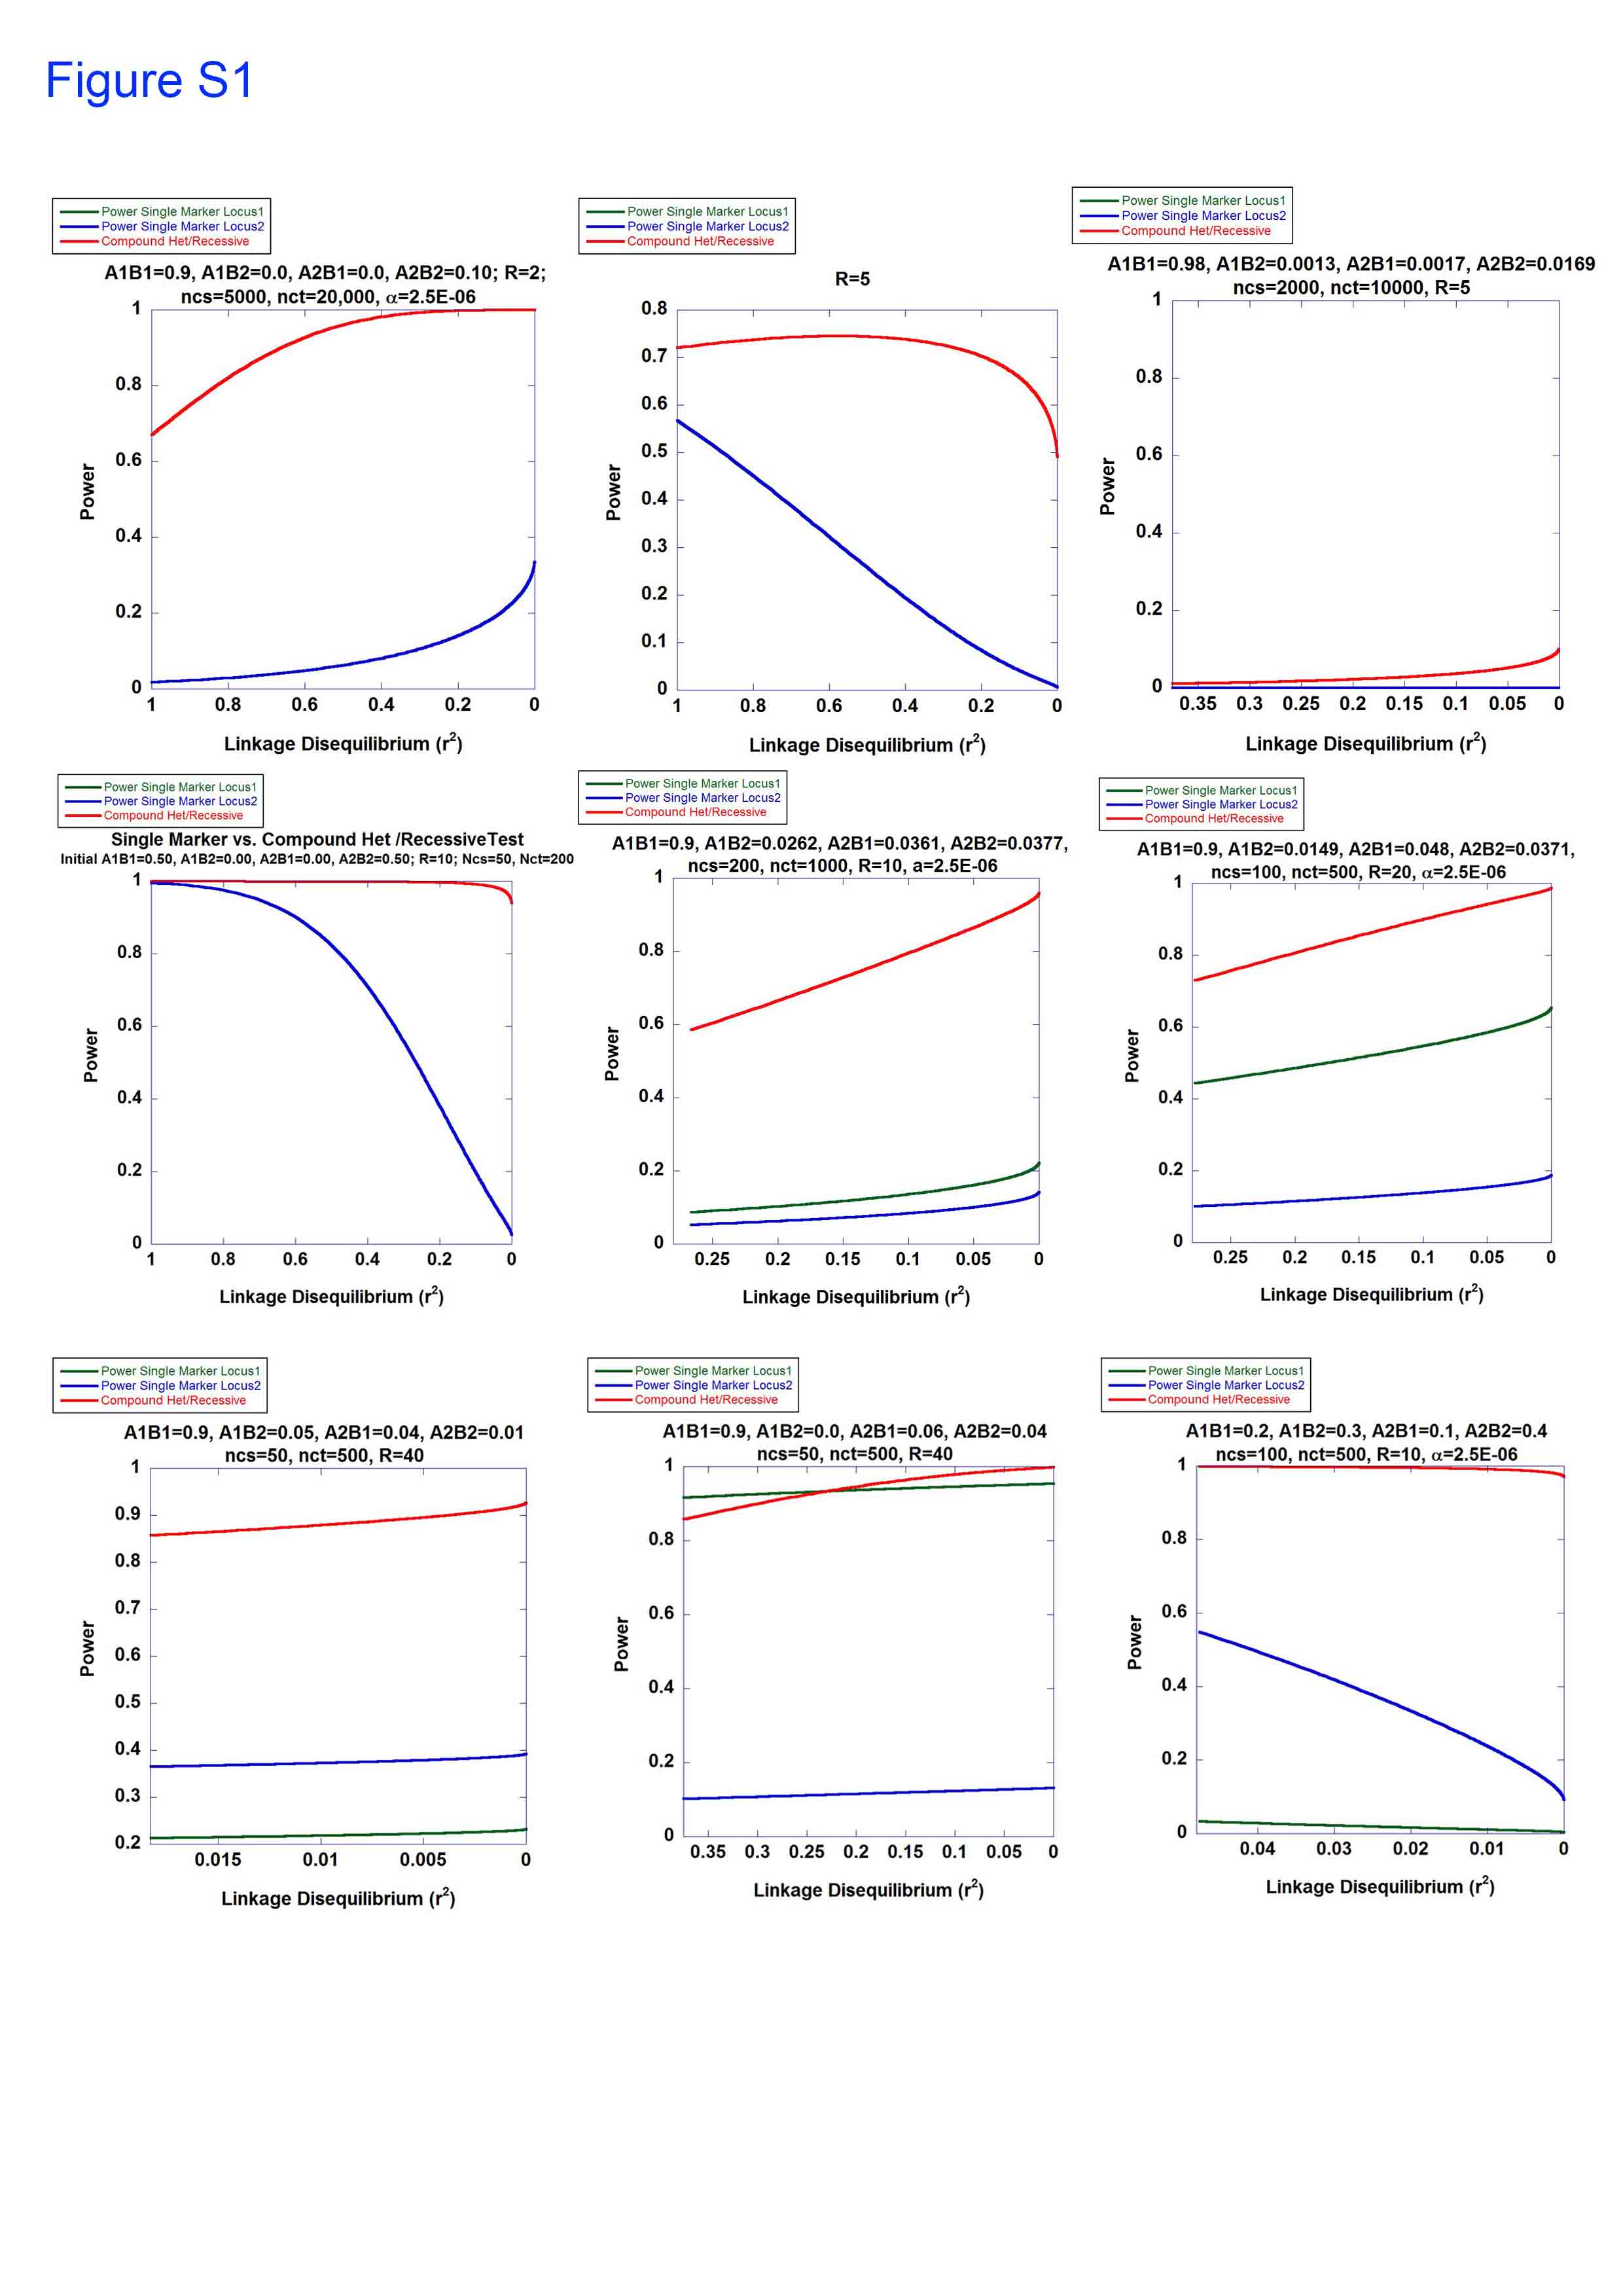 Figure S1
Power Single Marker Locus1
Power Single Marker Locus2
Compound Het/Recessive
A1B1=0.9, A1B2=0.0, A2B1=0.0, A2B2=0.10; R=2;
ncs=5000, nct=20,000, α=2.5E-06
1
0.8
0.6
0.4
0.2
0
Power
1 0.8 0.6 0.4 0.2 0
Linkage Disequilibrium (r²)
Power Single Marker Locus1
Power Single Marker Locus2
Compound Het/Recessive
R=5
0.8
0.7
0.6
0.5
0.4
0.3
0.2
0.1
0
Power
1 0.8 0.6 0.4 0.2 0
Linkage Disequilibrium (r²)
Power Single Marker Locus1
Power Single Marker Locus2
Compound Het/Recessive
A1B1=0.98, A1B2=0.0013, A2B1=0.0017, A2B2=0.0169
ncs=2000, nct=10000, R=5
1
0.8
0.6
0.4
0.2
0
Power
0.35 0.3 0.25 0.2 0.15 0.1 0.05 0
Linkage Disequilibrium (r²)
Power Single Marker Locus1
Power Single Marker Locus2
Compound Het/Recessive
Single Marker vs. Compound Het /RecessiveTest
Initial A1B1=0.50, A1B2=0.00, A2B1=0.00, A2B2=0.50; R=10; Ncs=50, Nct=200
1
0.8
0.6
0.4
0.2
0
Power
1 0.8 0.6 0.4 0.2 0
Linkage Disequilibrium (r²)
Power Single Marker Locus1
Power Single Marker Locus2
Compound Het/Recessive
A1B1=0.9, A1B2=0.0262, A2B1=0.0361, A2B2=0.0377,
ncs=200, nct=1000, R=10, a=2.5E-06
1
0.8
0.6
0.4
0.2
0
Power
0.25 0.2 0.15 0.1 0.05 0
Linkage Disequilibrium (r²)
Power Single Marker Locus1
Power Single Marker Locus2
Compound Het/Recessive
A1B1=0.9, A1B2=0.0149, A2B1=0.048, A2B2=0.0371,
ncs=100, nct=500, R=20, α=2.5E-06
1
0.8
0.6
0.4
0.2
0
Power
0.25 0.2 0.15 0.1 0.05 0
Linkage Disequilibrium (r²)
Power Single Marker Locus1
Power Single Marker Locus2
Compound Het/Recessive
A1B1=0.9, A1B2=0.05, A2B1=0.04, A2B2=0.01
ncs=50, nct=500, R=40
1
0.9
0.8
0.7
0.6
0.5
0.4
0.3
0.2
Power
0.015 0.01 0.005 0
Linkage Disequilibrium (r²)
Power Single Marker Locus1
Power Single Marker Locus2
Compound Het/Recessive
A1B1=0.9, A1B2=0.0, A2B1=0.06, A2B2=0.04
ncs=50, nct=500, R=40
1
0.8
0.6
0.4
0.2
0
Power
0.35 0.3 0.25 0.2 0.15 0.1 0.05 0
Linkage Disequilibrium (r²)
Power Single Marker Locus1
Power Single Marker Locus2
Compound Het/Recessive
A1B1=0.2, A1B2=0.3, A2B1=0.1, A2B2=0.4
ncs=100, nct=500, R=10, α=2.5E-06
1
0.8
0.6
0.4
0.2
0
Power
0.04 0.03 0.02 0.01 0
Linkage Disequilibrium (r²)